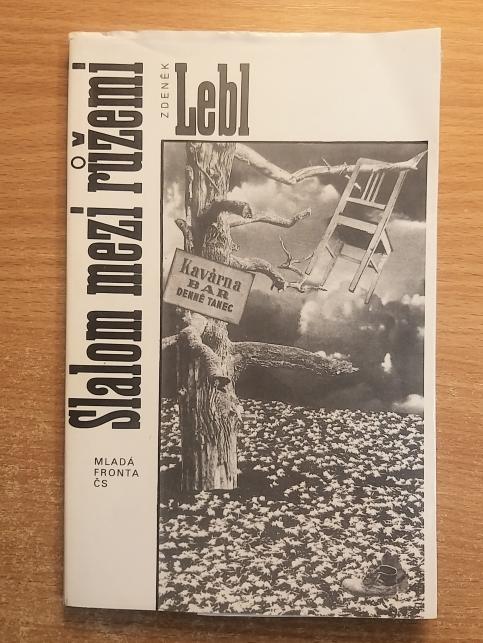 Slalom mezi růžemi
ZDENĚK
Lebl
Kavárna
BAR
DENNĚ TANEC
MLADÁ
FRONTA
ČS